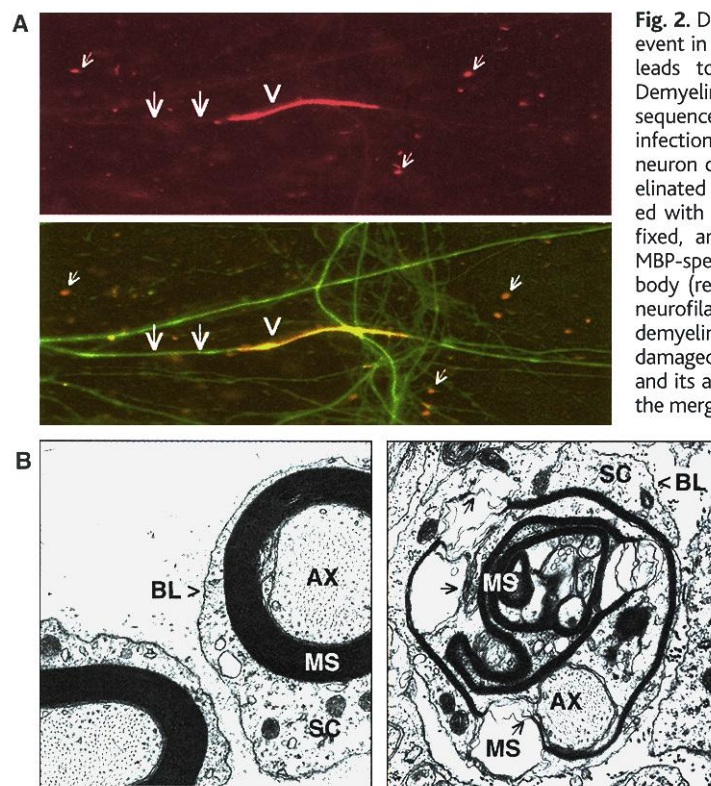 A
Fig. 2. D
event in
leads to
Demyelin
sequence
infection
neuron c
elinated
ed with
fixed, ar
MBP-spe
body (re
neurofila
demyelin
damaged
and its a
the merg
B
BL >
AX
MS
SC
SC
< BL
MS
AX
MS